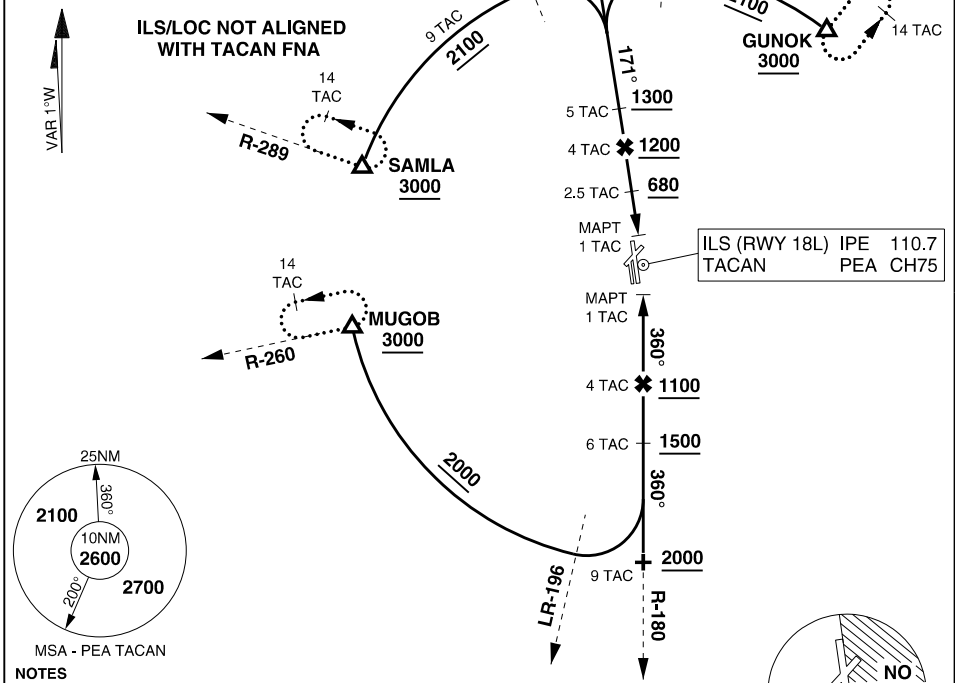 ILS/LOC NOT ALIGNED
WITH TACAN FNA
9 TAC
2100
2100
14 TAC
GUNOK
3000
VAR 1°W
14
TAC
R-289
SAMLA
3000
171°
5 TAC 1300
4 TAC 1200
2.5 TAC 680
MAPT
1 TAC
ILS (RWY 18L) IPE 110.7
TACAN PEA CH75
14
TAC
MUGOB
3000
R-260
MAPT
1 TAC
360°
4 TAC 1100
6 TAC 1500
360°
2000
9 TAC 2000
LR-196
R-180
25NM
360°
2100
10NM
2600
200°
2700
MSA - PEA TACAN
NOTES
NO